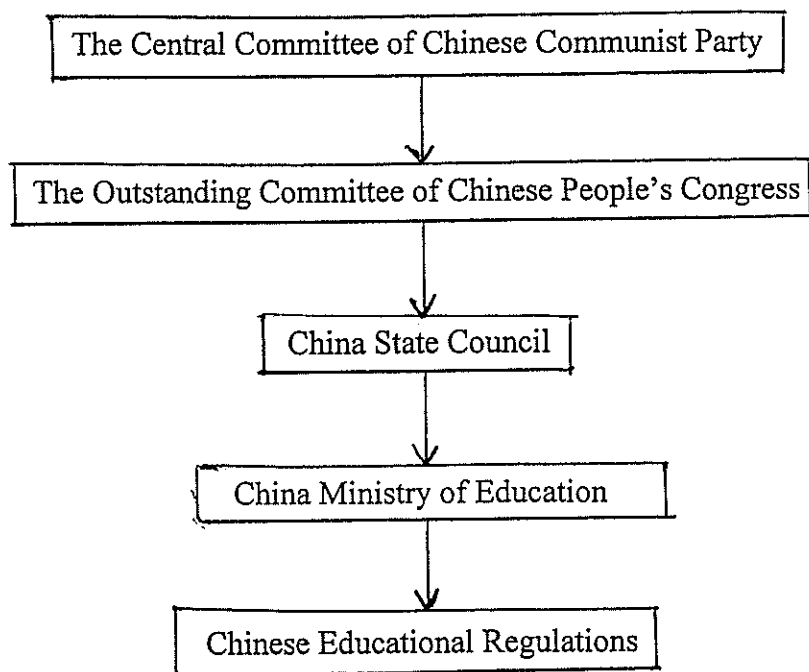 The Central Committee of Chinese Communist Party
The Outstanding Committee of Chinese People's Congress
China State Council
China Ministry of Education
Chinese Educational Regulations